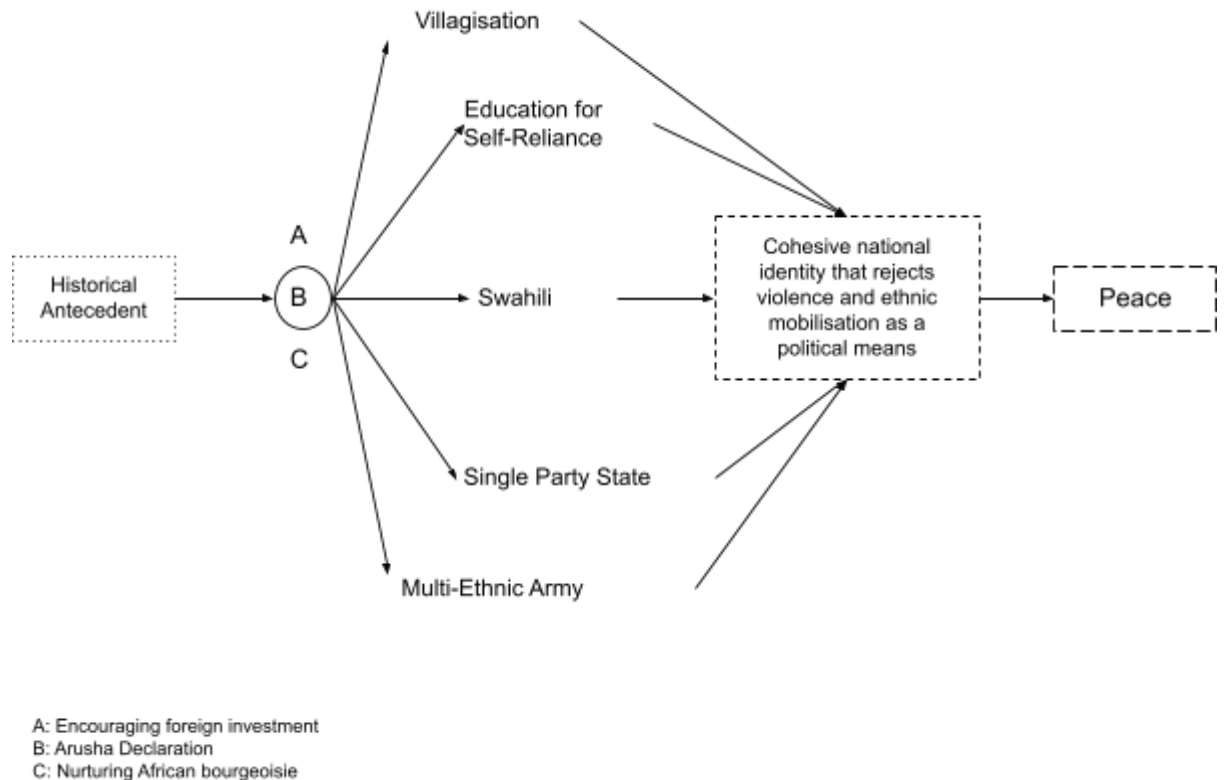 Villagisation
Education for
Self-Reliance
A
Historical
Antecedent
B
Swahili
Cohesive national
identity that rejects
violence and ethnic
mobilisation as a
political means
Peace
C
Single Party State
Multi-Ethnic Army
A: Encouraging foreign investment
B: Arusha Declaration
C: Nurturing African bourgeoisie